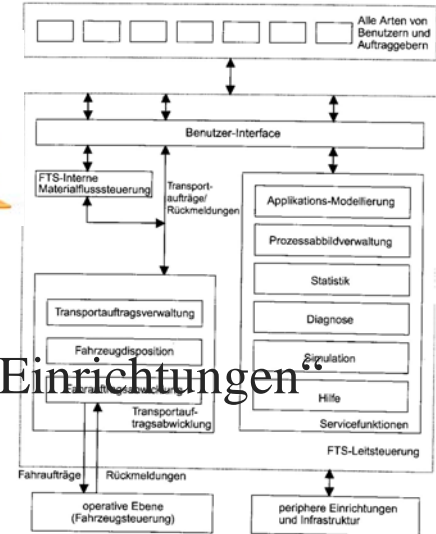 Alle Arten von
Benutzern und
Auftraggebern
Benutzer-Interface
FTS-Interne
Materialflusssteuerung
Transport-
aufträge/
Rückmeldungen
Applikations-Modellierung
Prozessabbildverwaltung
Statistik
Diagnose
Simulation
Hilfe
Servicefunktionen
Transportauftragsverwaltung
Fahrzeugdisposition
Einrichtungen“
Fahrauftragsabwicklung
Transportauf-
tragsabwicklung
FTS-Leitsteuerung
Fahraufträge
Rückmeldungen
operative Ebene
(Fahrzeugsteuerung)
periphere Einrichtungen
und Infrastruktur